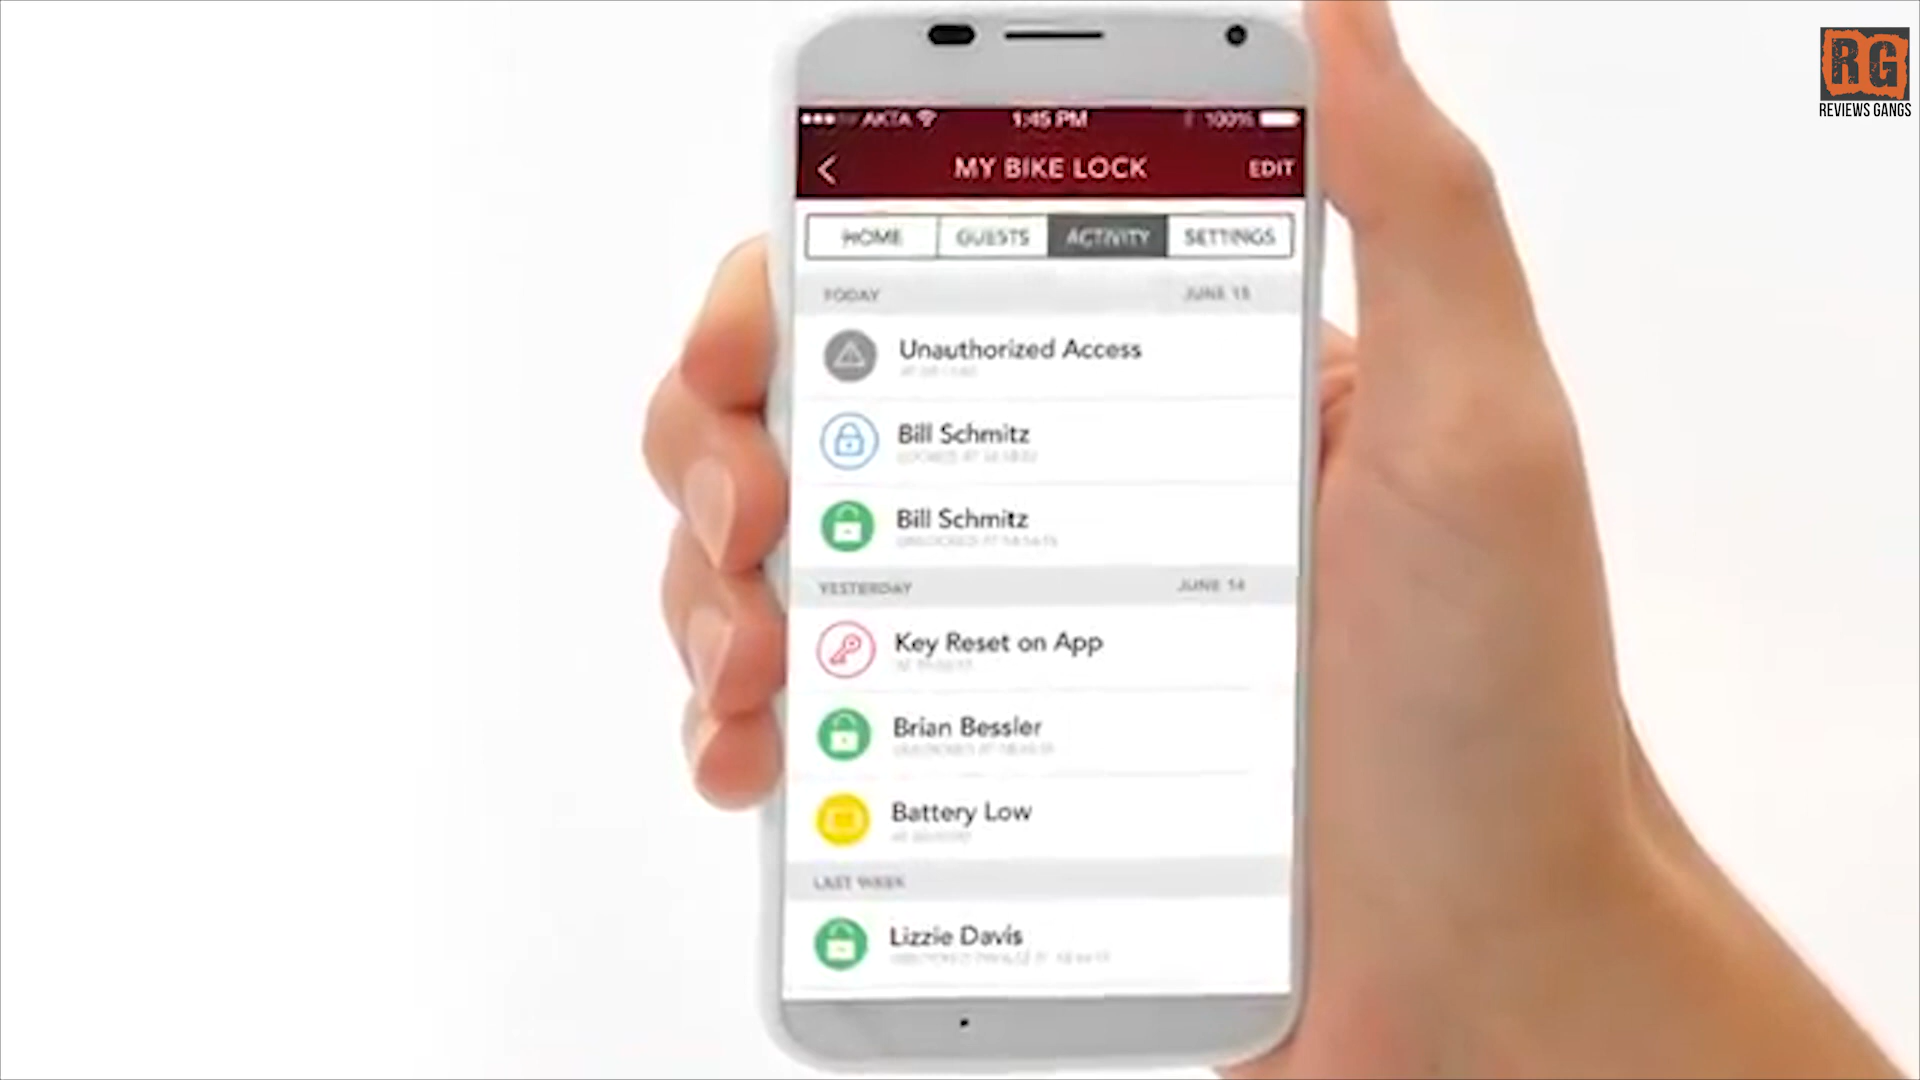 RG
REVIEWS GANGS
AKTA 1:45 PM 100%
MY BIKE LOCK EDIT
HOME GUESTS ACTIVITY SETTINGS
TODAY JUNE 15
Unauthorized Access
Bill Schmitz
Bill Schmitz
YESTERDAY JUNE 14
Key Reset on App
Brian Bessler
Battery Low
LAST WEEK
Lizzie Davis